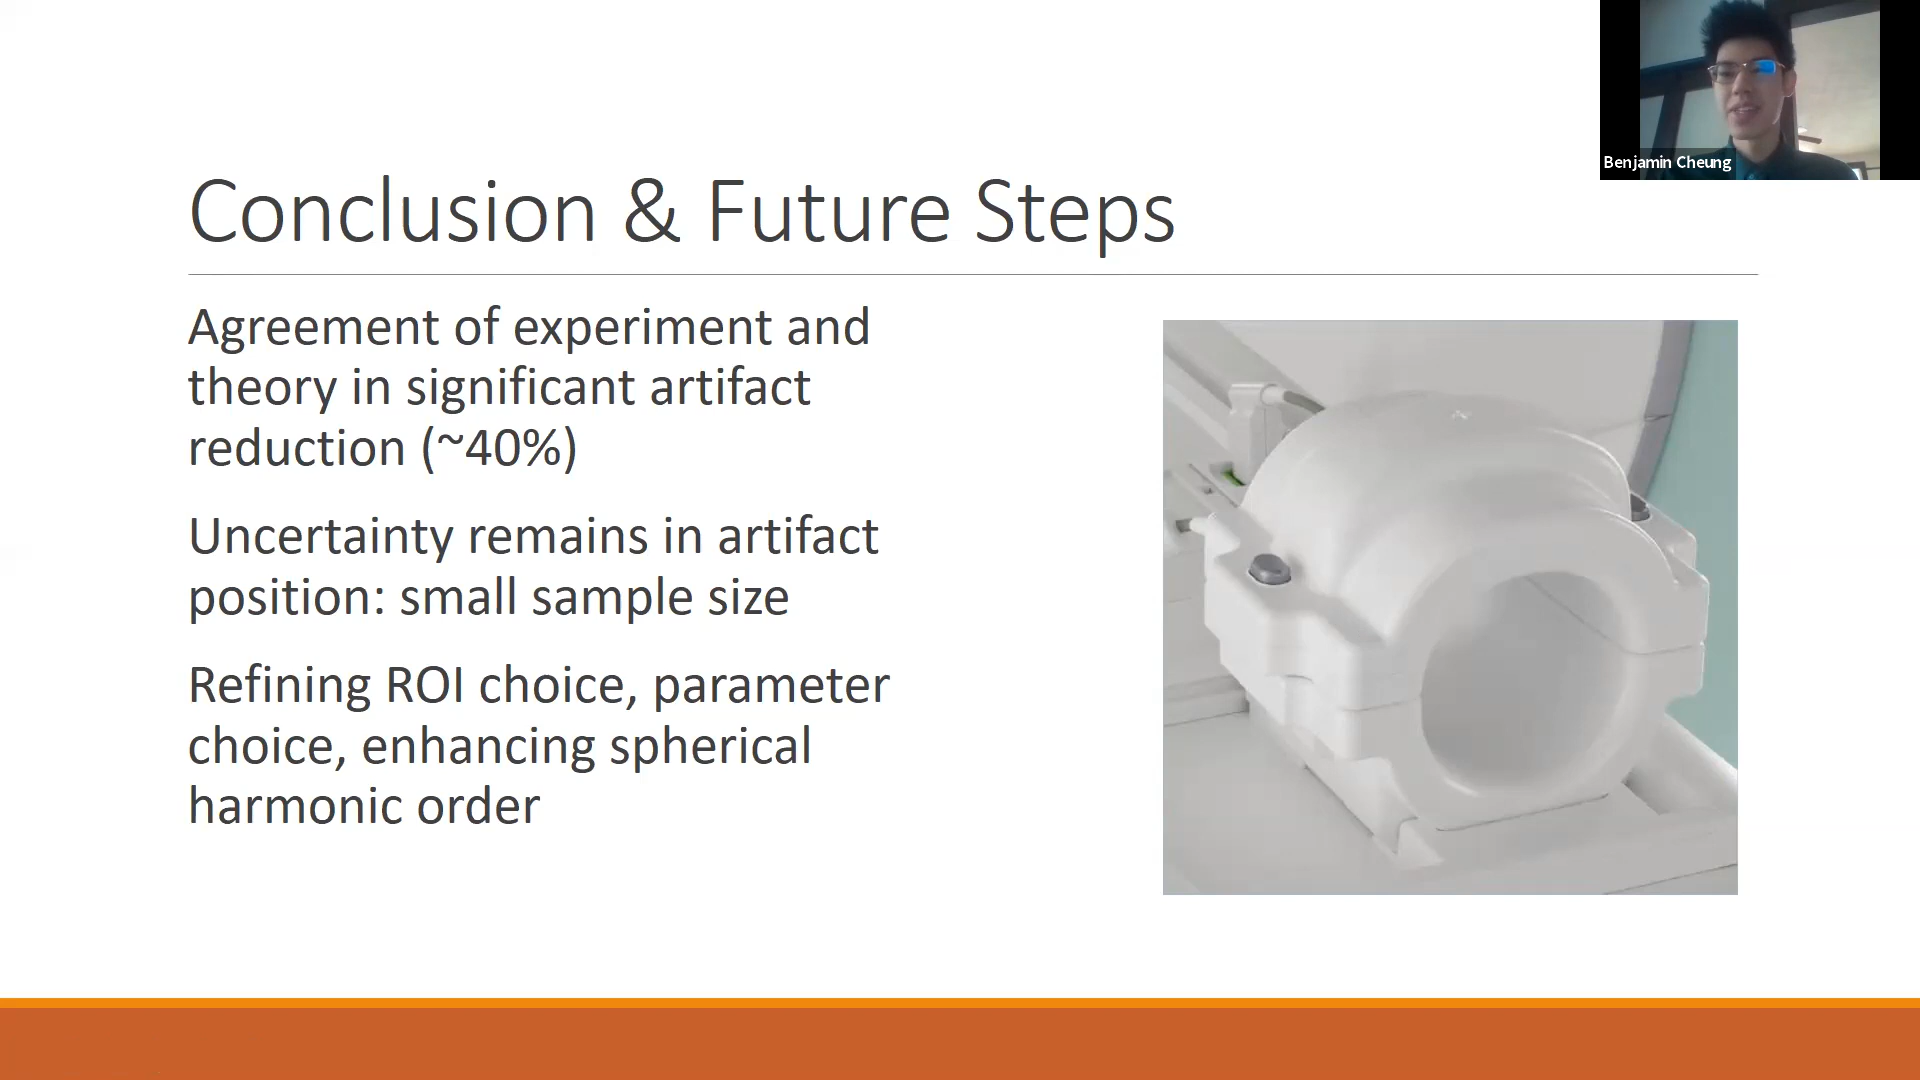 Benjamin Cheung
Conclusion & Future Steps
Agreement of experiment and
theory in significant artifact
reduction (~40%)
Uncertainty remains in artifact
position: small sample size
Refining ROI choice, parameter
choice, enhancing spherical
harmonic order